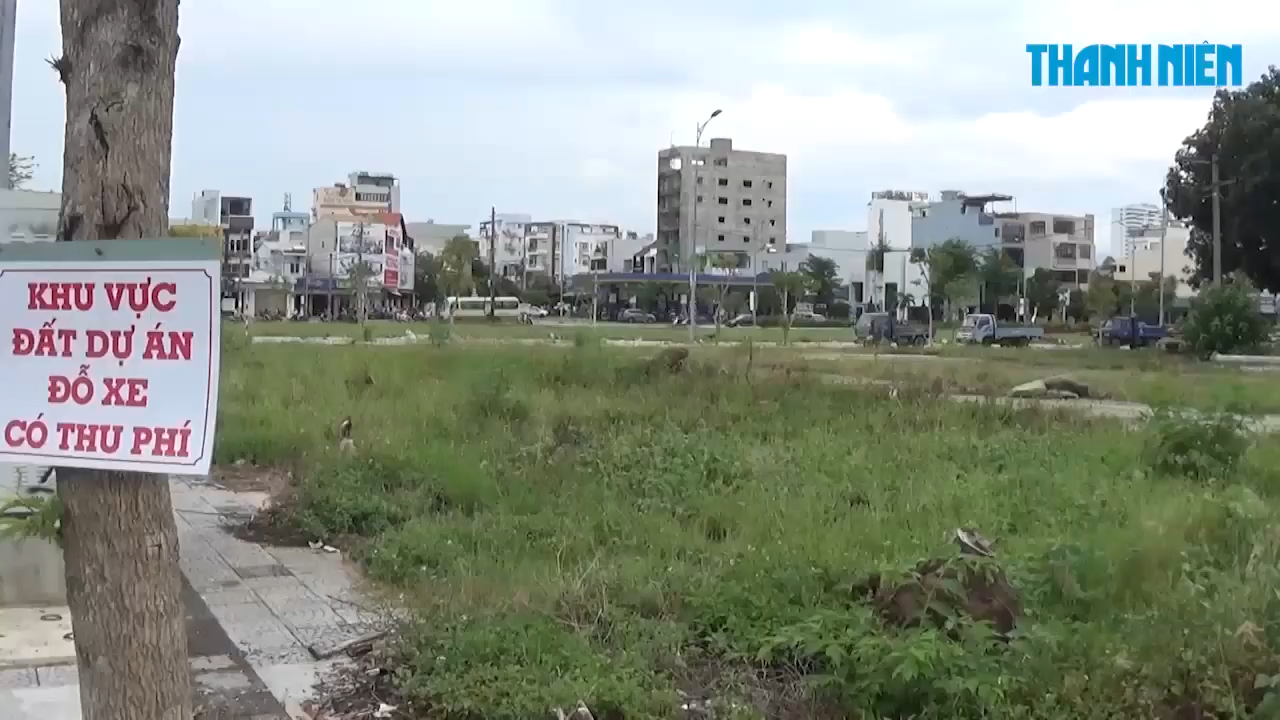 THANH NIÊN
KHU VỰC
ĐẤT DỰ ÁN
ĐỖ XE
CÓ THU PHÍ